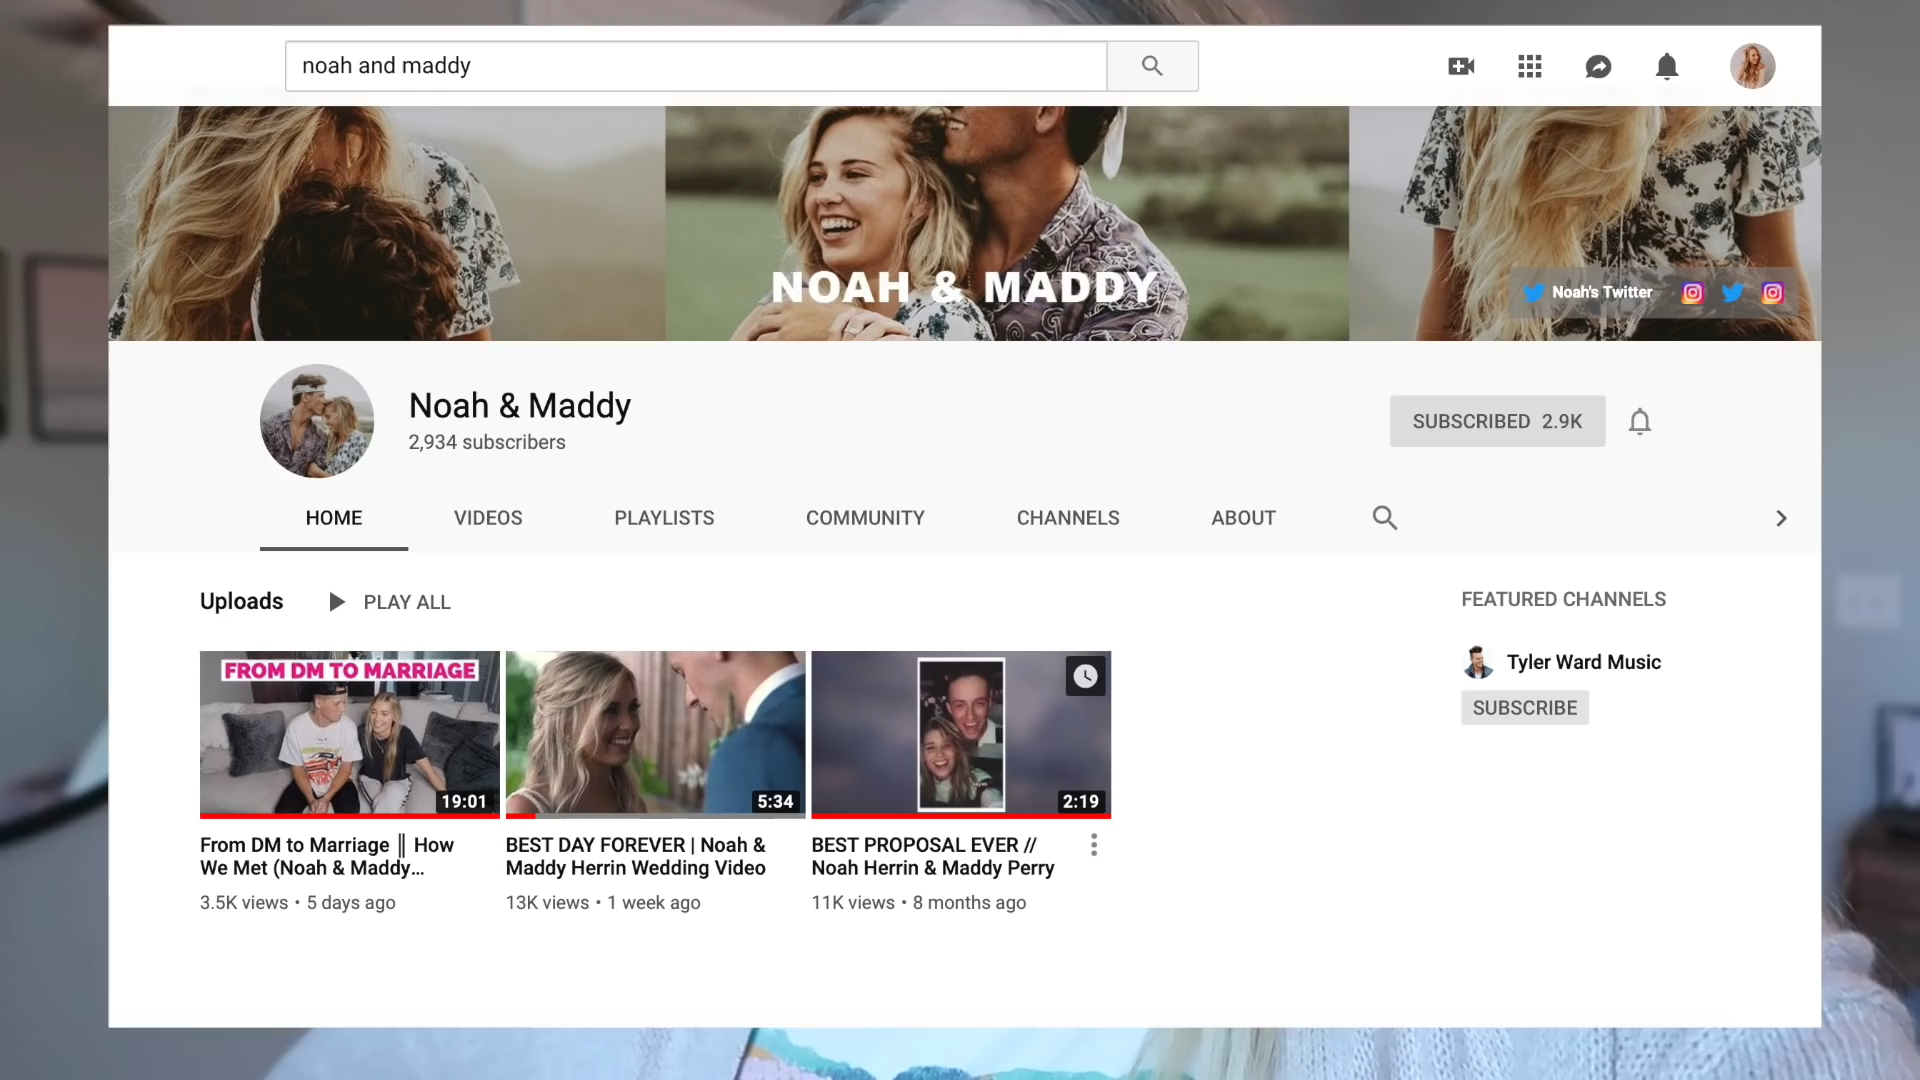 noah and maddy
NOAH & MADDY
Noah's Twitter
Noah & Maddy
2,934 subscribers
SUBSCRIBED 2.9K
HOME VIDEOS PLAYLISTS COMMUNITY CHANNELS ABOUT
Uploads PLAY ALL
FEATURED CHANNELS
Tyler Ward Music
SUBSCRIBE
FROM DM TO MARRIAGE
19:01
5:34
2:19
From DM to Marriage ║ How
We Met (Noah & Maddy...
3.5K views • 5 days ago
BEST DAY FOREVER | Noah &
Maddy Herrin Wedding Video
13K views • 1 week ago
BEST PROPOSAL EVER //
Noah Herrin & Maddy Perry
11K views • 8 months ago